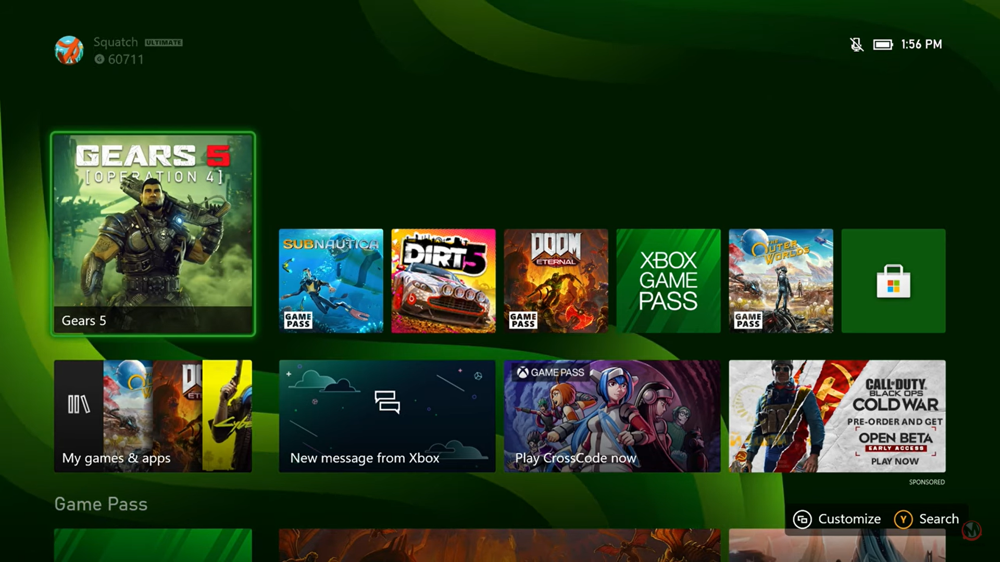 Squatch ULTIMATE
G 60711
1:56 PM
GEARS 5
[OPERATION 4]
Gears 5
SUBNAUTICA
GAME
PASS
DIRT 5
DOOM
ETERNAL
GAME
PASS
XBOX
GAME
PASS
THE
OUTER
WORLDS
GAME
PASS
My games & apps
New message from Xbox
GAME PASS
Play CrossCode now
CALL OF DUTY
BLACK OPS
COLD WAR
PRE-ORDER AND GET
OPEN BETA
EARLY ACCESS
PLAY NOW
SPONSORED
Game Pass
Customize
Y Search